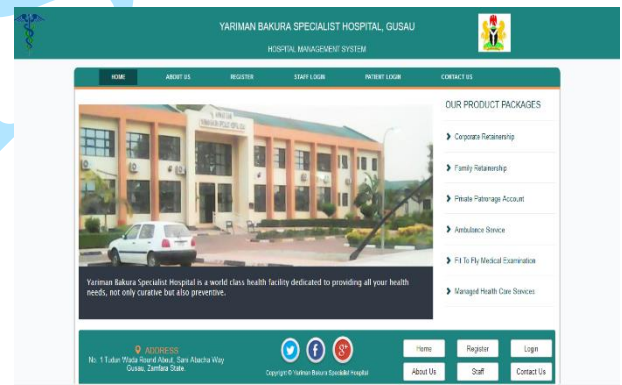 YARIMAN BAKURA SPECIALIST HOSPITAL, GUSAU
HOSPITAL MANAGEMENT SYSTEM
HOME ABOUT US REGISTER STAFF LOGIN PATIENT LOGIN CONTACT US
OUR PRODUCT PACKAGES
Corporate Retainership
Family Retainership
Private Patronage Account
Ambulance Service
Fit To Fly Medical Examination
Managed Health Care Services
Yariman Bakura Specialist Hospital is a world class health facility dedicated to providing all your health
needs, not only curative but also preventive.
ADDRESS
No. 1 Tudun Wada Round About, Sani Abacha Way
Gusau, Zamfara State.
Copyright © Yariman Bakura Specialist Hospital
Home Register Login
About Us Staff Contact Us